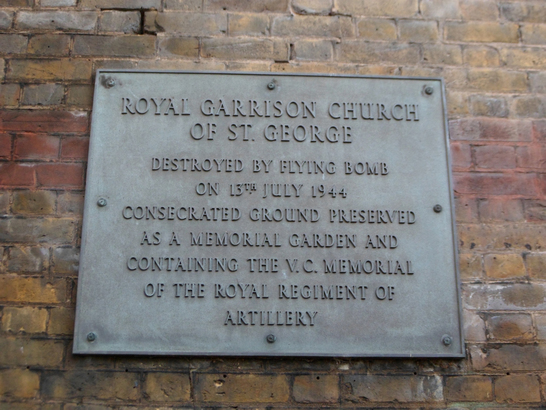 ROYAL GARRISON CHURCH
OF ST. GEORGE
DESTROYED BY FLYING BOMB
ON 13TH JULY 1944
CONSECRATED GROUND PRESERVED
AS A MEMORIAL GARDEN AND
CONTAINING THE V.C. MEMORIAL
OF THE ROYAL REGIMENT OF
ARTILLERY